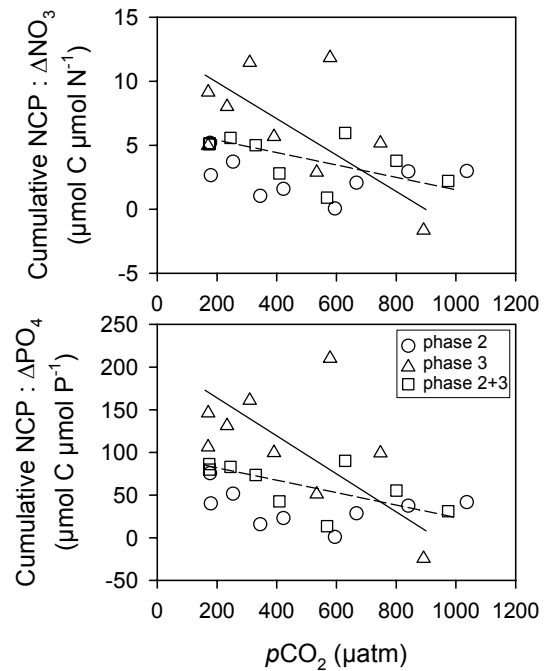 Cumulative NCP : ΔNO₃
(µmol C µmol N⁻¹)
15
10
5
0
-5
0 200 400 600 800 1000 1200
Cumulative NCP : ΔPO₄
(µmol C µmol P⁻¹)
250
200
150
100
50
0
-50
phase 2
phase 3
phase 2+3
0 200 400 600 800 1000 1200
pCO₂ (µatm)